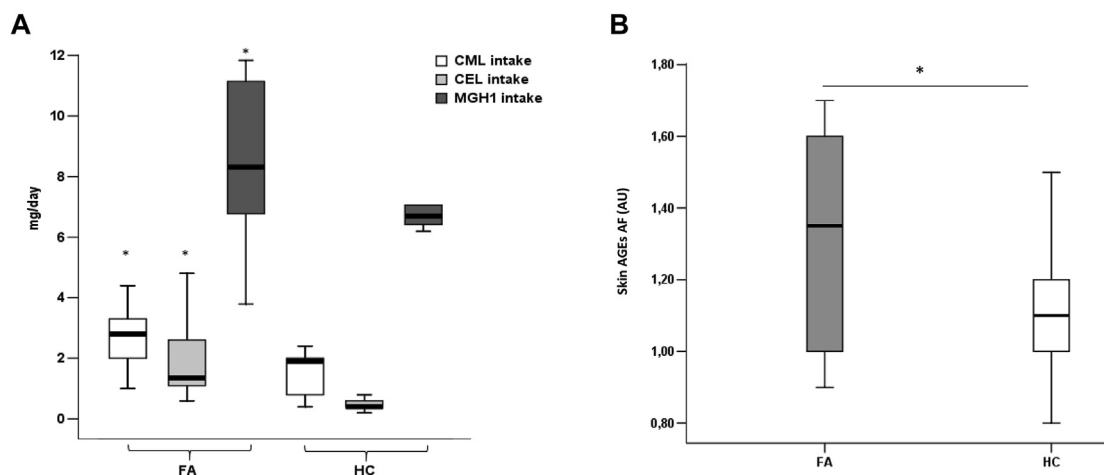 A
12
10
8
6
4
2
0
mg/day
*
*
*
CML intake
CEL intake
MGH1 intake
FA
HC
B
1,80
1,60
1,40
1,20
1,00
0,80
Skin AGEs AF (AU)
*
FA
HC